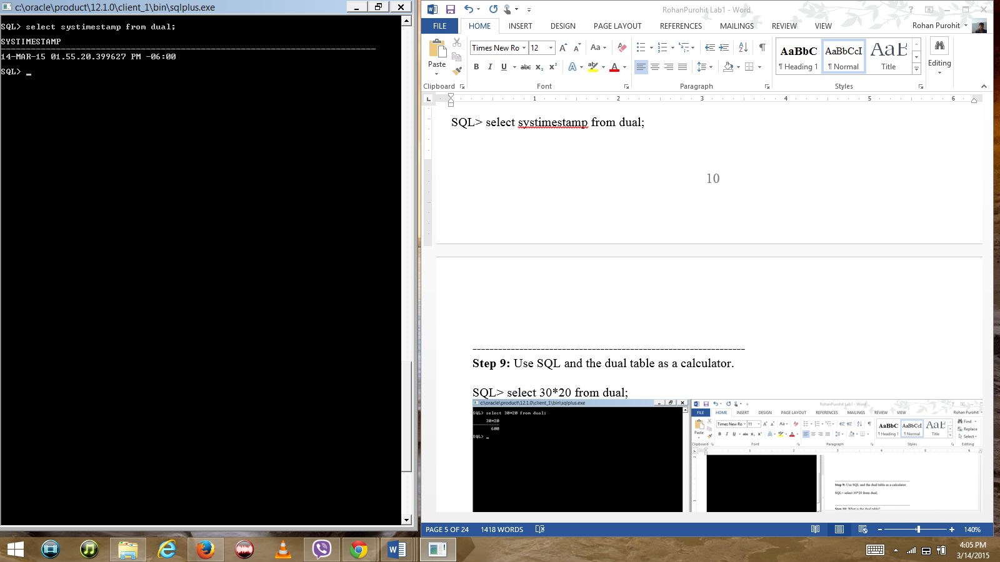 c:\oracle\product\12.1.0\client_1\bin\sqlplus.exe
SQL> select systimestamp from dual;
SYSTIMESTAMP
14-MAR-15 01.55.20.399627 PM -06:00
SQL>
RohanPurohit Lab1 - Word
FILE HOME INSERT DESIGN PAGE LAYOUT REFERENCES MAILINGS REVIEW VIEW Rohan Purohit
Times New Ro 12
Paste
Clipboard Font Paragraph Styles
AaBbC AaBbCcI AaB
¶ Heading 1 ¶ Normal Title
Editing
1 2 3 4 5 6
SQL> select systimestamp from dual;
10
Step 9: Use SQL and the dual table as a calculator.
SQL> select 30*20 from dual;
c:\oracle\product\12.1.0\client_1\bin\sqlplus.exe
SQL> select 30*20 from dual;
30*20
600
SQL>
RohanPurohit Lab1 - Word
FILE HOME INSERT DESIGN PAGE LAYOUT REFERENCES MAILINGS REVIEW VIEW Rohan Purohit
Times New Ro 11
Paste
Clipboard Font Paragraph Styles Editing
AaBbC AaBbCcI AaB
¶ Heading 1 ¶ Normal Title
Find
Replace
Select
Step 9: Use SQL and the dual table as a calculator.
SQL> select 30*20 from dual;
Step 10: What is the dual table?
PAGE 5 OF 24 1418 WORDS 140%
4:05 PM
3/14/2015